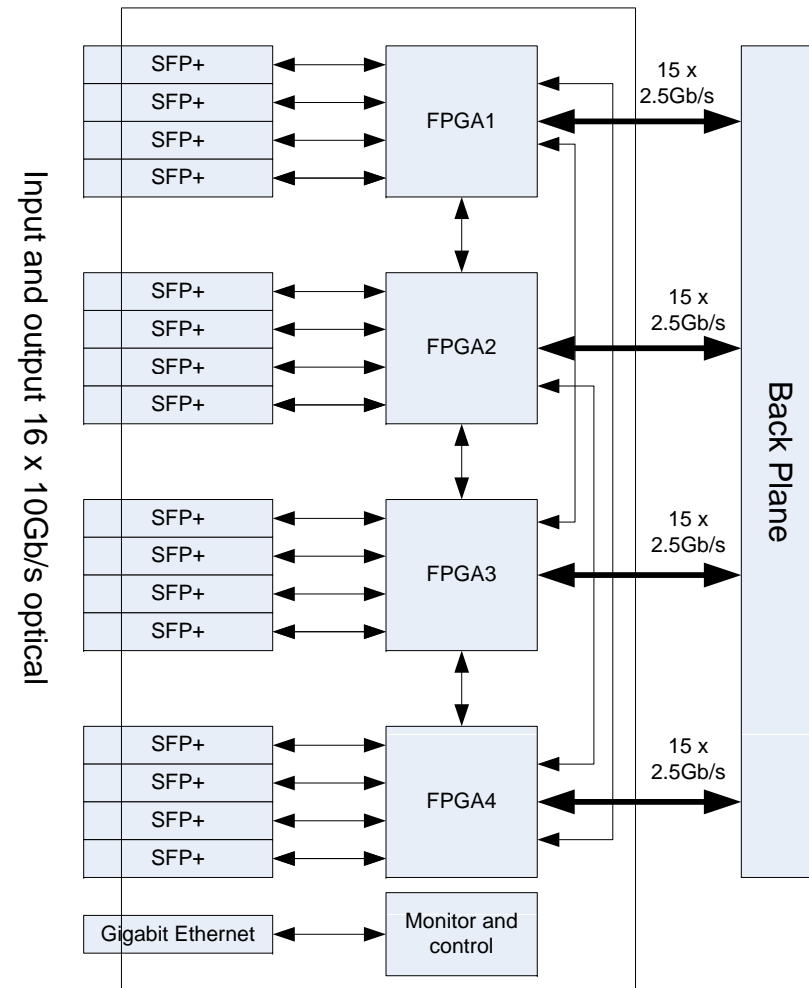 Input and output 16 x 10Gb/s optical
SFP+
SFP+
SFP+
SFP+
FPGA1
15 x
2.5Gb/s
SFP+
SFP+
SFP+
SFP+
FPGA2
15 x
2.5Gb/s
SFP+
SFP+
SFP+
SFP+
FPGA3
15 x
2.5Gb/s
SFP+
SFP+
SFP+
SFP+
FPGA4
15 x
2.5Gb/s
Back Plane
Gigabit Ethernet
Monitor and
control